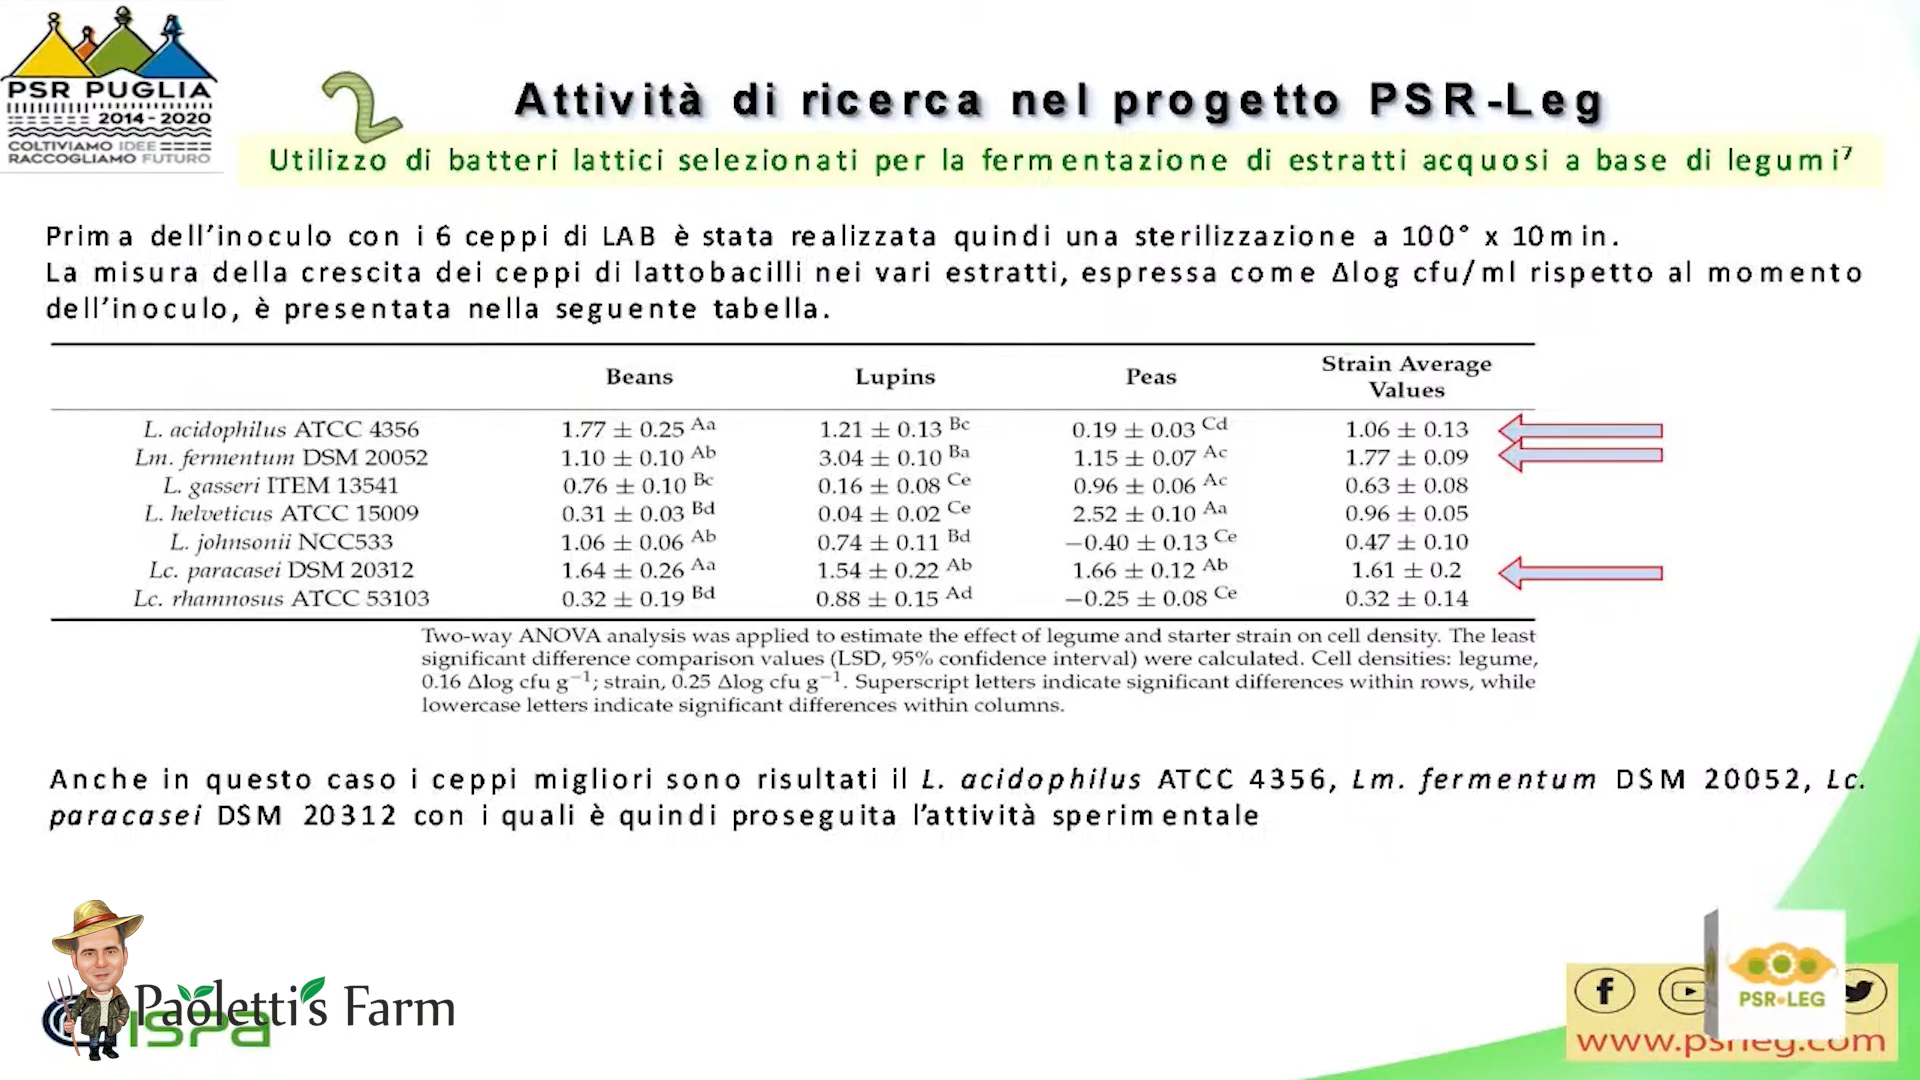 PSR PUGLIA
2014-2020
COLTIVIAMO IDEE
RACCOGLIAMO FUTURO
2
Attività di ricerca nel progetto PSR-Leg
Utilizzo di batteri lattici selezionati per la fermentazione di estratti acquosi a base di legumi⁷
Prima dell'inoculo con i 6 ceppi di LAB è stata realizzata quindi una sterilizzazione a 100° x 10min.
La misura della crescita dei ceppi di lattobacilli nei vari estratti, espressa come Δlog cfu/ml rispetto al momento
dell'inoculo, è presentata nella seguente tabella.
Beans Lupins Peas Strain Average Values
L. acidophilus ATCC 4356 1.77 ± 0.25 Aa 1.21 ± 0.13 Bc 0.19 ± 0.03 Cd 1.06 ± 0.13
Lm. fermentum DSM 20052 1.10 ± 0.10 Ab 3.04 ± 0.10 Ba 1.15 ± 0.07 Ac 1.77 ± 0.09
L. gasseri ITEM 13541 0.76 ± 0.10 Bc 0.16 ± 0.08 Ce 0.96 ± 0.06 Ac 0.63 ± 0.08
L. helveticus ATCC 15009 0.31 ± 0.03 Bd 0.04 ± 0.02 Ce 2.52 ± 0.10 Aa 0.96 ± 0.05
L. johnsonii NCC533 1.06 ± 0.06 Ab 0.74 ± 0.11 Bd −0.40 ± 0.13 Ce 0.47 ± 0.10
Lc. paracasei DSM 20312 1.64 ± 0.26 Aa 1.54 ± 0.22 Ab 1.66 ± 0.12 Ab 1.61 ± 0.2
Lc. rhamnosus ATCC 53103 0.32 ± 0.19 Bd 0.88 ± 0.15 Ad −0.25 ± 0.08 Ce 0.32 ± 0.14
Two-way ANOVA analysis was applied to estimate the effect of legume and starter strain on cell density. The least
significant difference comparison values (LSD, 95% confidence interval) were calculated. Cell densities: legume,
0.16 Δlog cfu g⁻¹; strain, 0.25 Δlog cfu g⁻¹. Superscript letters indicate significant differences within rows, while
lowercase letters indicate significant differences within columns.
Anche in questo caso i ceppi migliori sono risultati il L. acidophilus ATCC 4356, Lm. fermentum DSM 20052, Lc.
paracasei DSM 20312 con i quali è quindi proseguita l'attività sperimentale
Paoletti's Farm
ispa
PSR-LEG